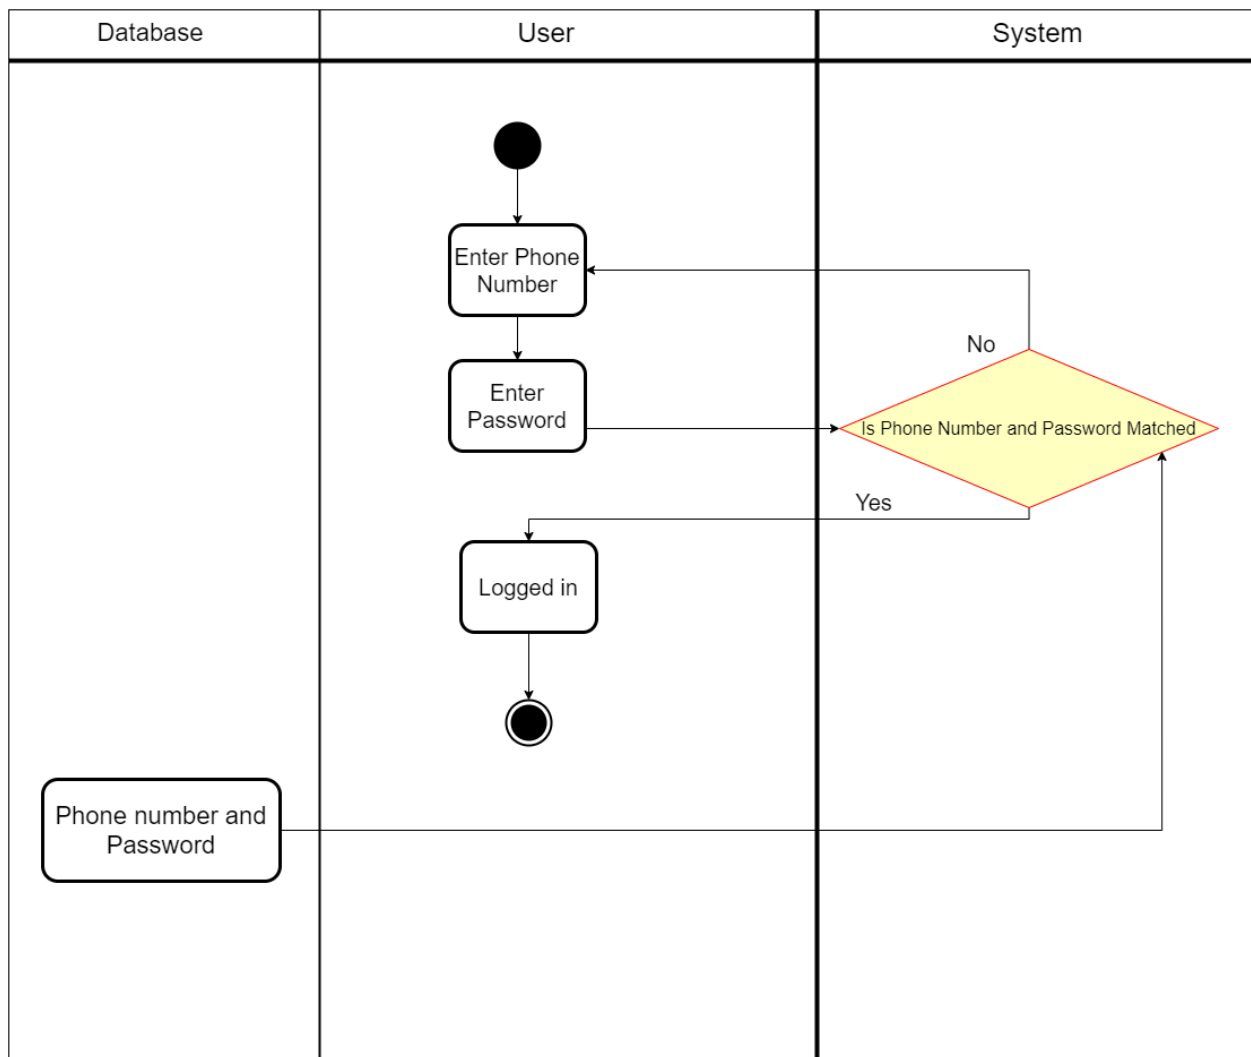 Database
User
System
Enter Phone
Number
No
Enter
Password
Is Phone Number and Password Matched
Yes
Logged in
Phone number and
Password